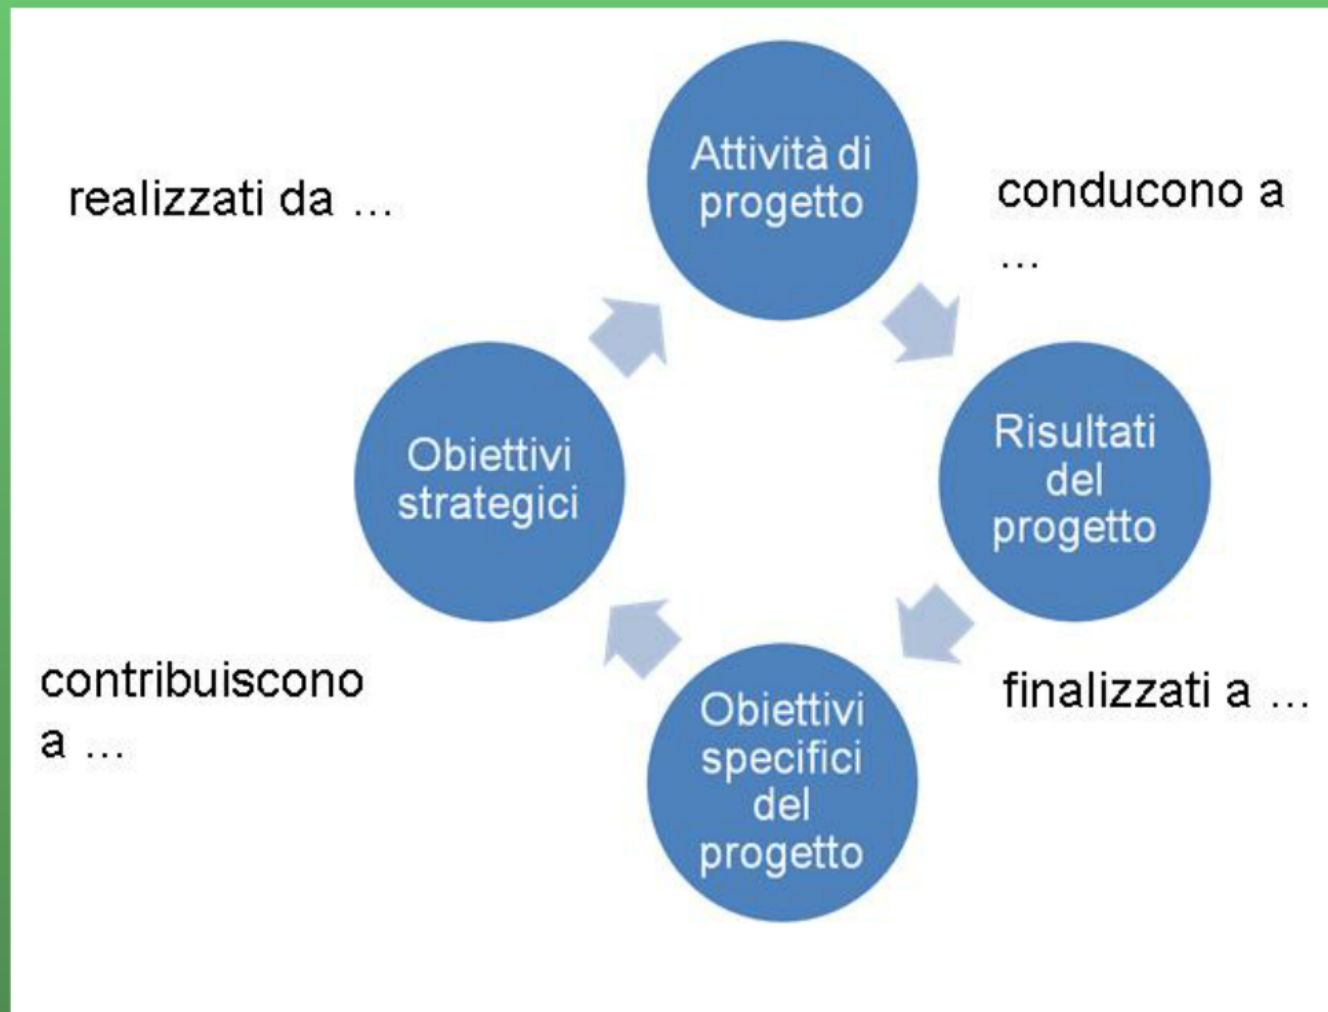 Attività di
progetto
realizzati da ...
conducono a
...
Obiettivi
strategici
Risultati
del
progetto
contribuiscono
a ...
finalizzati a ...
Obiettivi
specifici
del
progetto